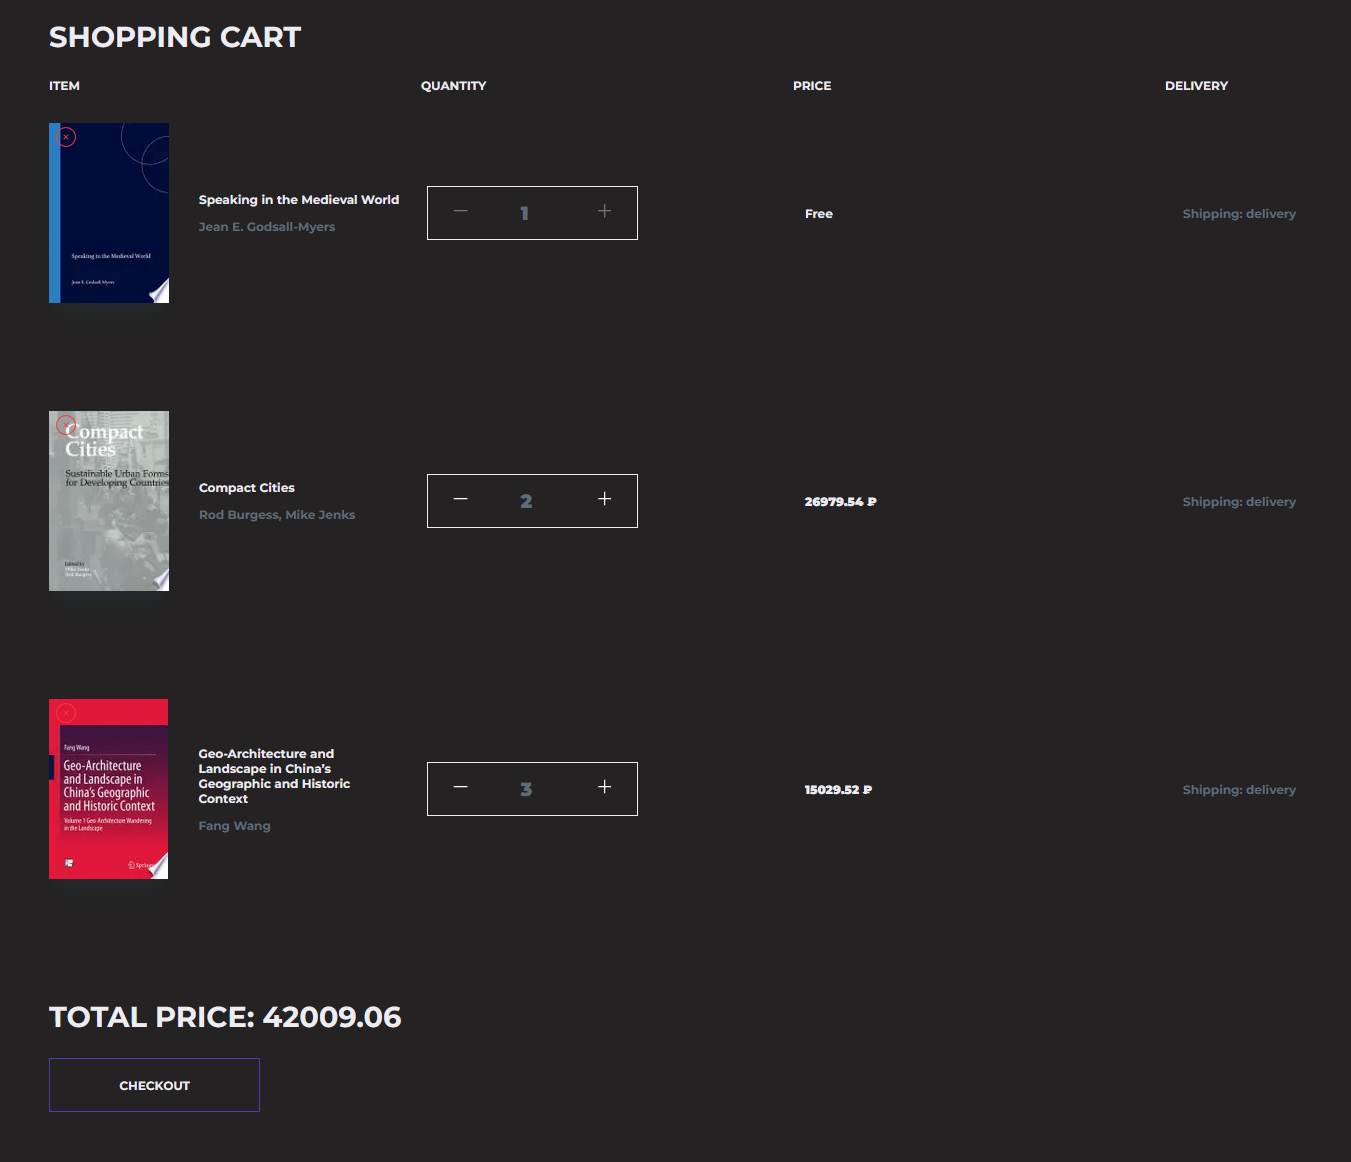 SHOPPING CART
ITEM QUANTITY PRICE DELIVERY
Speaking in the Medieval World
Jean E. Godsall-Myers
Speaking in the Medieval World
Jean E. Godsall-Myers
— 1 +
Free
Shipping: delivery
Compact
Cities
Sustainable Urban Forms
for Developing Countries
Edited by
Mike Jenks
Rod Burgess
Compact Cities
Rod Burgess, Mike Jenks
— 2 +
26979.54 ₽
Shipping: delivery
Fang Wang
Geo-Architecture
and Landscape in
China's Geographic
and Historic Context
Volume 1 Geo-Architecture Wandering
in the Landscape
Geo-Architecture and
Landscape in China's
Geographic and Historic
Context
Fang Wang
— 3 +
15029.52 ₽
Shipping: delivery
TOTAL PRICE: 42009.06
CHECKOUT